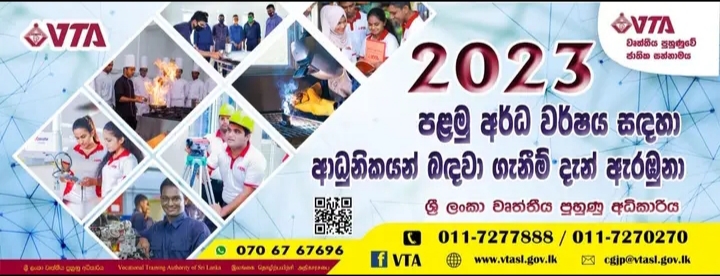 VTA
VTA
වෘත්තීය පුහුණුවේ
ජාතික සන්නාමය
2023
පළමු අර්ධ වර්ෂය සඳහා
ආධුනිකයන් බඳවා ගැනීම් දැන් ඇරඹුනා
ශ්‍රී ලංකා වෘත්තීය පුහුණු අධිකාරිය
070 67 67696
011-7277888 / 011-7270270
VTA
www.vtasl.gov.lk
cgjp@vtasl.gov.lk
ශ්‍රී ලංකා වෘත්තීය පුහුණු අධිකාරිය Vocational Training Authority of Sri Lanka